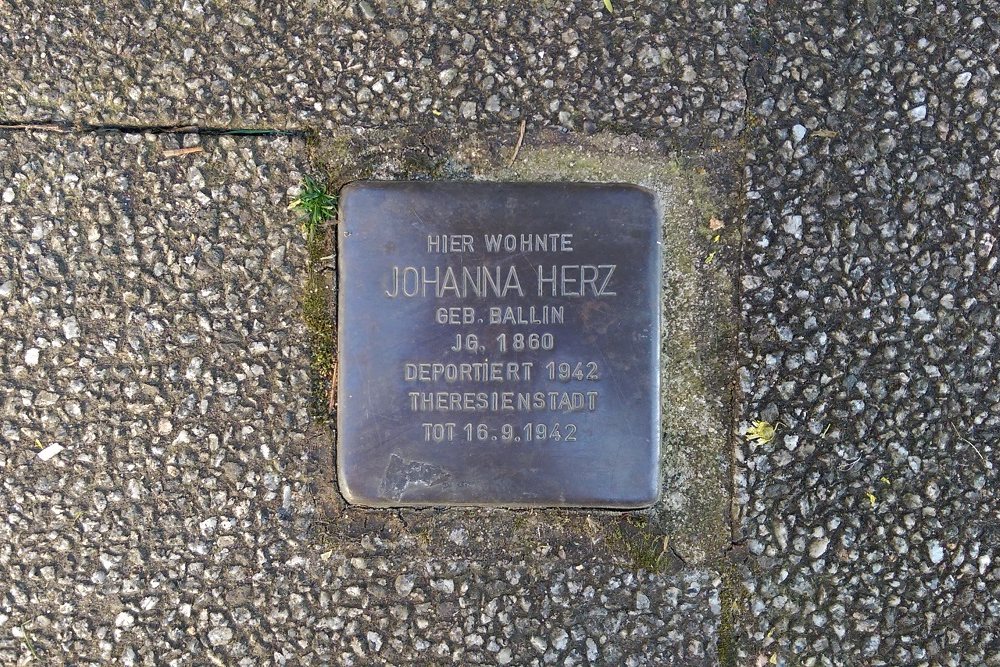 HIER WOHNTE
JOHANNA HERZ
GEB. BALLIN
JG. 1860
DEPORTIERT 1942
THERESIENSTADT
TOT 16.9.1942